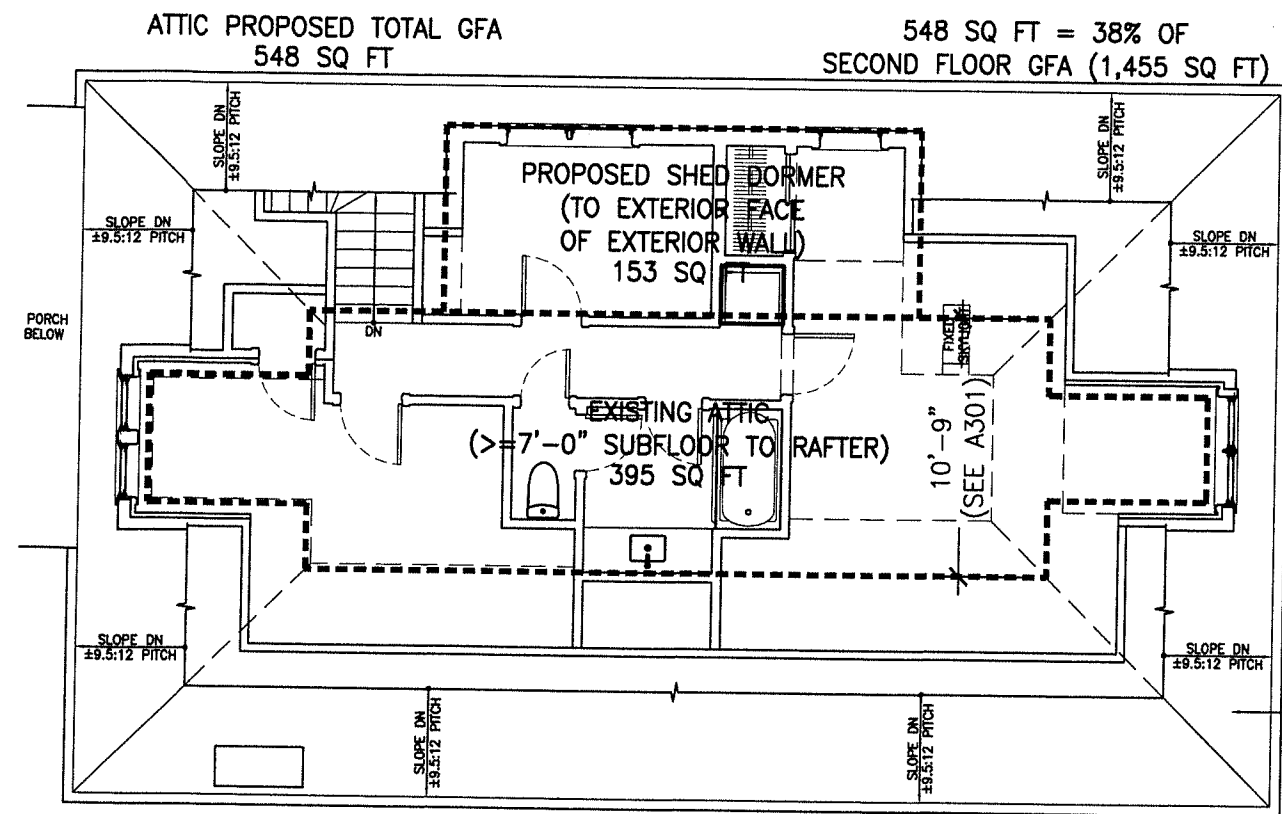 ATTIC PROPOSED TOTAL GFA
548 SQ FT
548 SQ FT = 38% OF
SECOND FLOOR GFA (1,455 SQ FT)
SLOPE DN
±9.5:12 PITCH
SLOPE DN
±9.5:12 PITCH
PROPOSED SHED DORMER
(TO EXTERIOR FACE
OF EXTERIOR WALL)
153 SQ FT
SLOPE DN
±9.5:12 PITCH
SLOPE DN
±9.5:12 PITCH
PORCH
BELOW
DN
FIXED
SKYLIGHT
EXISTING ATTIC
(>=7'-0" SUBFLOOR TO RAFTER)
395 SQ FT
10'-9"
(SEE A301)
SLOPE DN
±9.5:12 PITCH
SLOPE DN
±9.5:12 PITCH
SLOPE DN
±9.5:12 PITCH
SLOPE DN
±9.5:12 PITCH